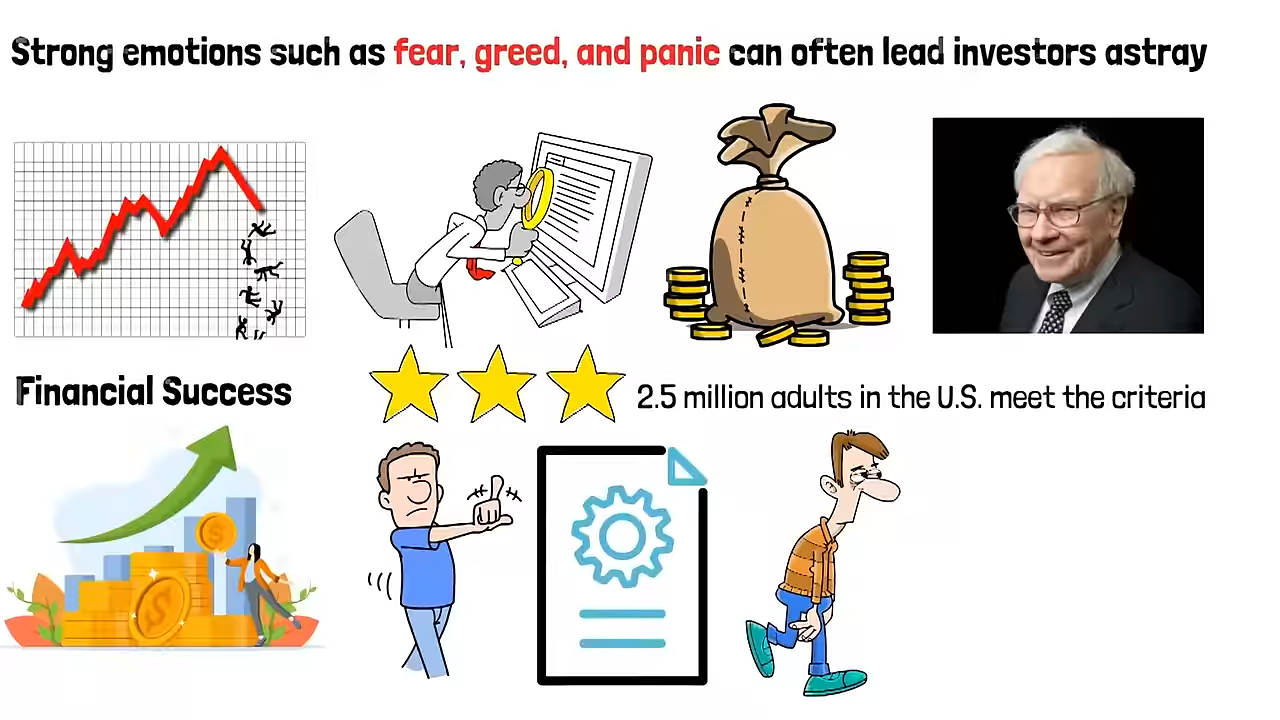 Strong emotions such as fear, greed, and panic can often lead investors astray
Financial Success
2.5 million adults in the U.S. meet the criteria